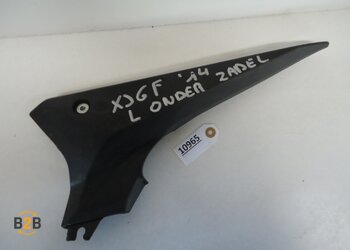 XJ6F '14
L ONDER ZADEL
10965
B2B